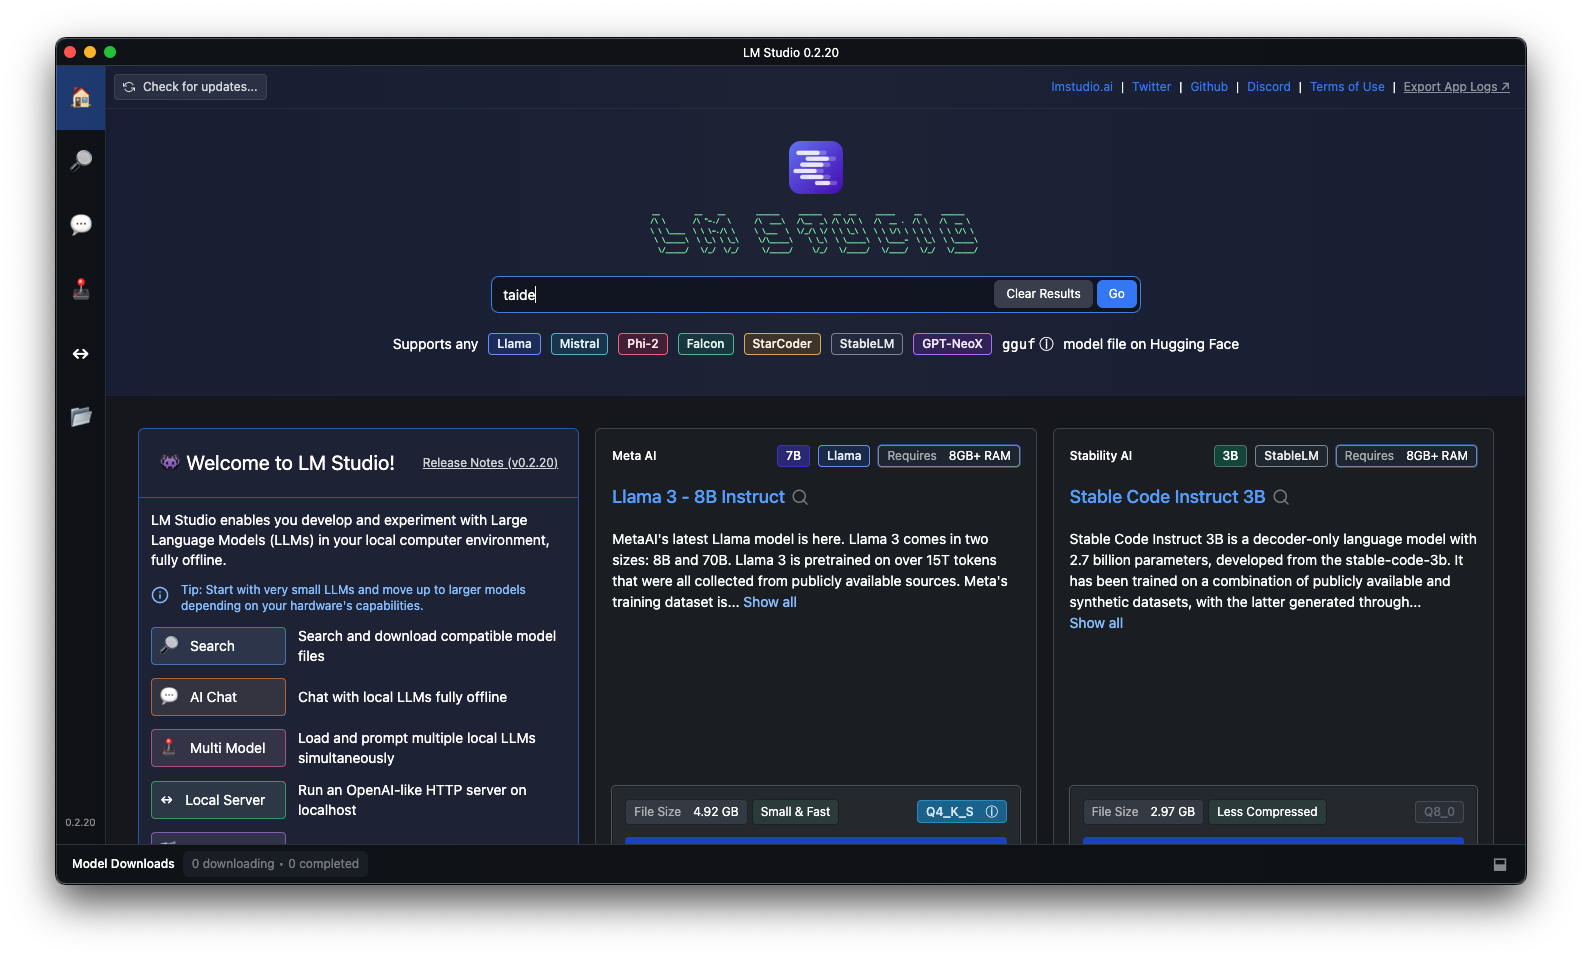 LM Studio 0.2.20
Check for updates...
lmstudio.ai | Twitter | Github | Discord | Terms of Use | Export App Logs ↗
LM STUDIO
taide
Clear Results
Go
Supports any Llama Mistral Phi-2 Falcon StarCoder StableLM GPT-NeoX gguf ⓘ model file on Hugging Face
👾 Welcome to LM Studio!
Release Notes (v0.2.20)
LM Studio enables you develop and experiment with Large
Language Models (LLMs) in your local computer environment,
fully offline.
Tip: Start with very small LLMs and move up to larger models
depending on your hardware's capabilities.
Search
Search and download compatible model
files
AI Chat
Chat with local LLMs fully offline
Multi Model
Load and prompt multiple local LLMs
simultaneously
Local Server
Run an OpenAI-like HTTP server on
localhost
Meta AI
7B
Llama
Requires 8GB+ RAM
Llama 3 - 8B Instruct
MetaAI's latest Llama model is here. Llama 3 comes in two
sizes: 8B and 70B. Llama 3 is pretrained on over 15T tokens
that were all collected from publicly available sources. Meta's
training dataset is... Show all
File Size 4.92 GB
Small & Fast
Q4_K_S ⓘ
Stability AI
3B
StableLM
Requires 8GB+ RAM
Stable Code Instruct 3B
Stable Code Instruct 3B is a decoder-only language model with
2.7 billion parameters, developed from the stable-code-3b. It
has been trained on a combination of publicly available and
synthetic datasets, with the latter generated through...
Show all
File Size 2.97 GB
Less Compressed
Q8_0
0.2.20
Model Downloads
0 downloading • 0 completed